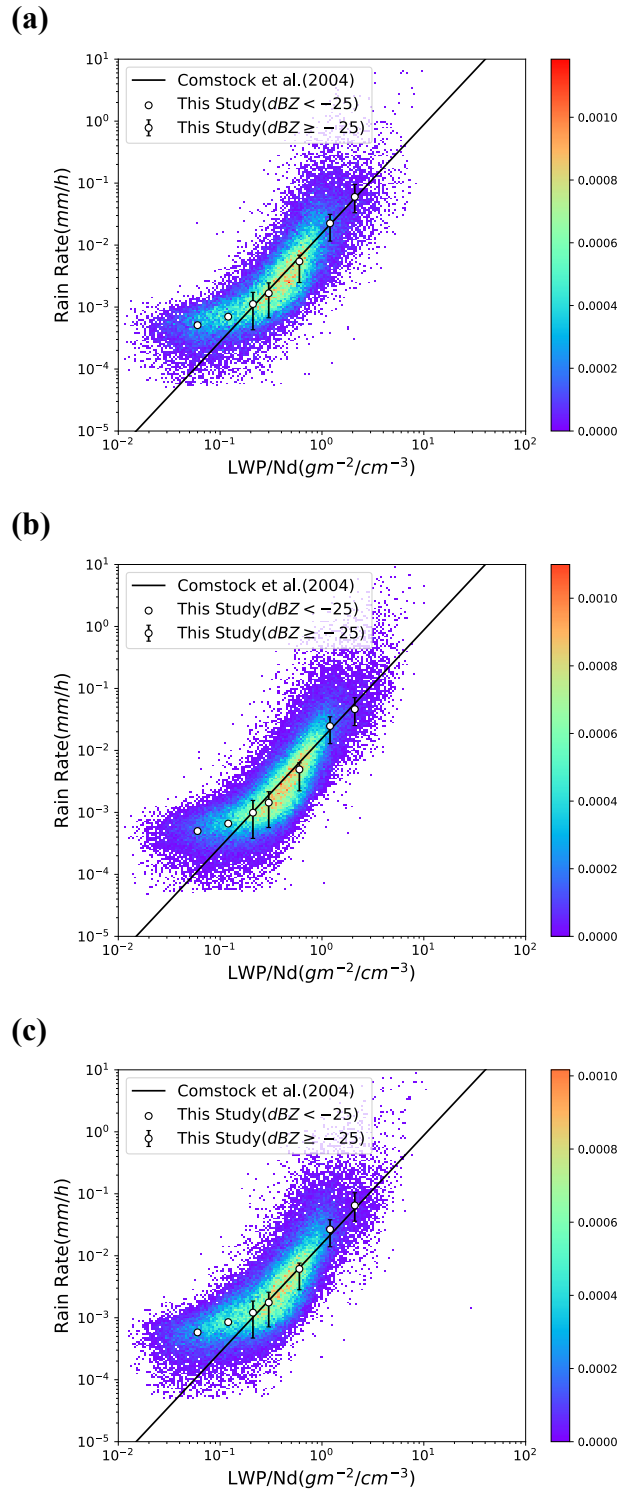 (a)
Comstock et al.(2004)
This Study(dBZ < −25)
This Study(dBZ ≥ −25)
Rain Rate(mm/h)
10¹
10⁰
10⁻¹
10⁻²
10⁻³
10⁻⁴
10⁻⁵
10⁻² 10⁻¹ 10⁰ 10¹ 10²
LWP/Nd(gm⁻²/cm⁻³)
0.0010
0.0008
0.0006
0.0004
0.0002
0.0000
(b)
Comstock et al.(2004)
This Study(dBZ < −25)
This Study(dBZ ≥ −25)
Rain Rate(mm/h)
10¹
10⁰
10⁻¹
10⁻²
10⁻³
10⁻⁴
10⁻⁵
10⁻² 10⁻¹ 10⁰ 10¹ 10²
LWP/Nd(gm⁻²/cm⁻³)
0.0010
0.0008
0.0006
0.0004
0.0002
0.0000
(c)
Comstock et al.(2004)
This Study(dBZ < −25)
This Study(dBZ ≥ −25)
Rain Rate(mm/h)
10¹
10⁰
10⁻¹
10⁻²
10⁻³
10⁻⁴
10⁻⁵
10⁻² 10⁻¹ 10⁰ 10¹ 10²
LWP/Nd(gm⁻²/cm⁻³)
0.0010
0.0008
0.0006
0.0004
0.0002
0.0000